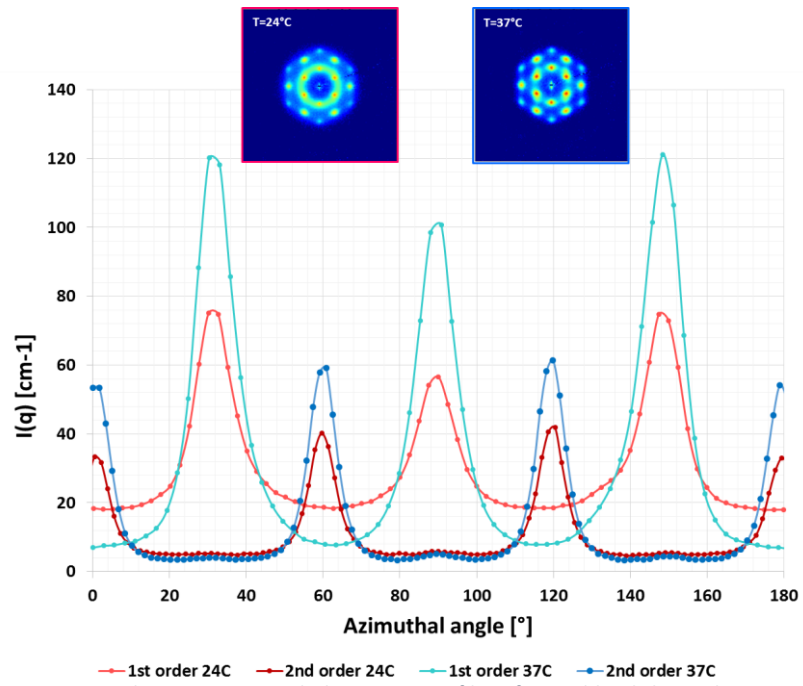 T=24°C
T=37°C
140
120
100
80
60
40
20
0
I(q) [cm-1]
0 20 40 60 80 100 120 140 160 180
Azimuthal angle [°]
1st order 24C 2nd order 24C 1st order 37C 2nd order 37C